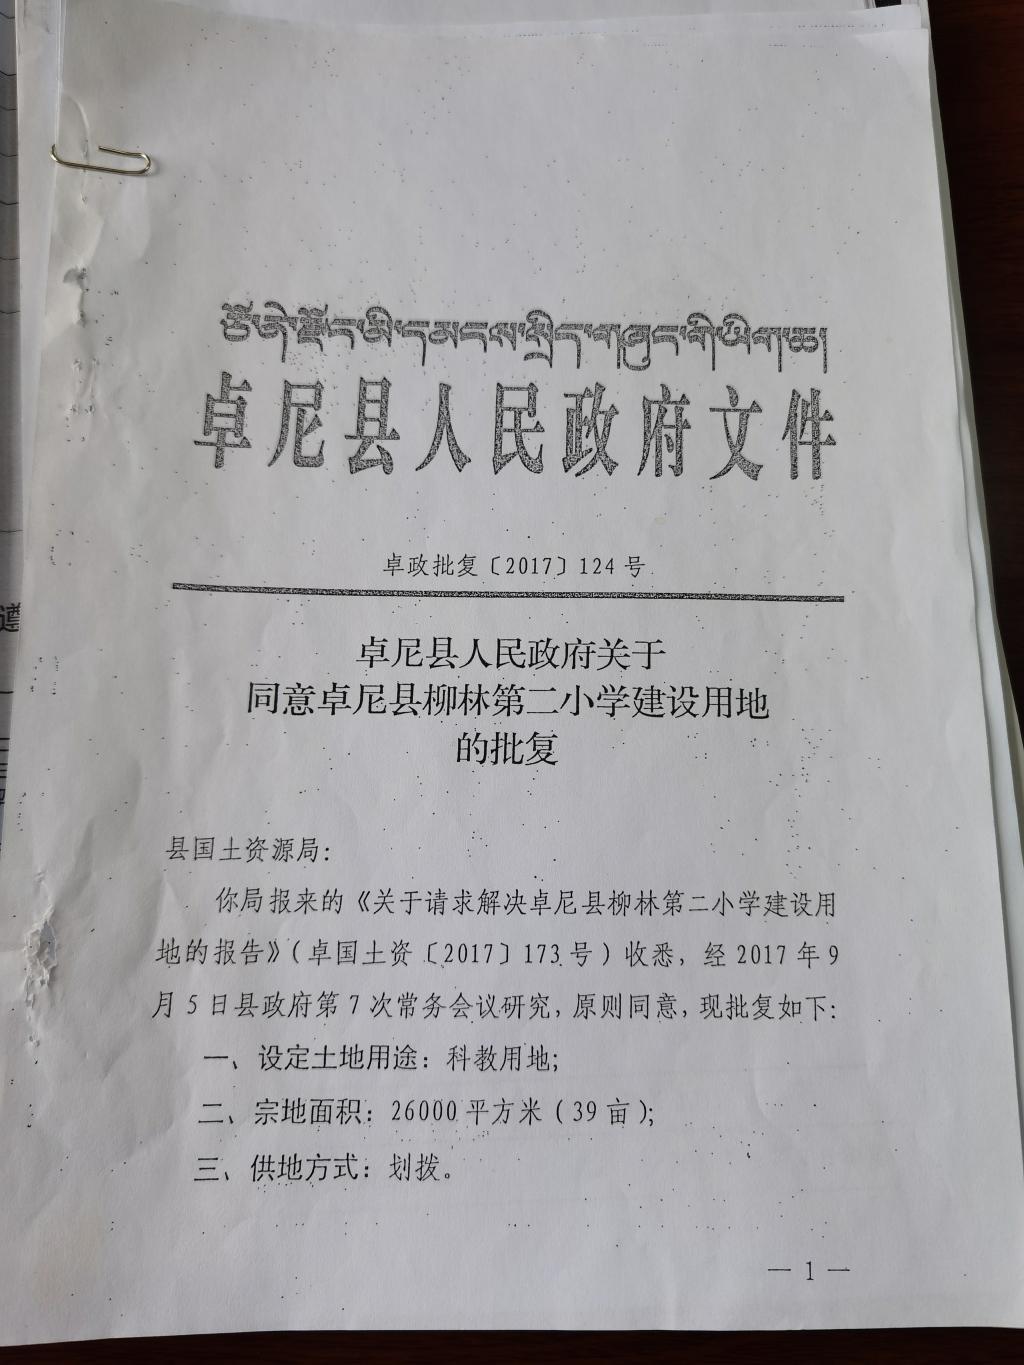 ཅོ་ནེ་རྫོང་མི་དམངས་སྲིད་གཞུང་གི་ཡིག་ཆ།
卓尼县人民政府文件
卓政批复〔2017〕124号
卓尼县人民政府关于
同意卓尼县柳林第二小学建设用地
的批复
县国土资源局：
你局报来的《关于请求解决卓尼县柳林第二小学建设用
地的报告》（卓国土资〔2017〕173号）收悉，经2017年9
月5日县政府第7次常务会议研究，原则同意，现批复如下：
一、设定土地用途：科教用地；
二、宗地面积：26000平方米（39亩）；
三、供地方式：划拨。
— 1 —